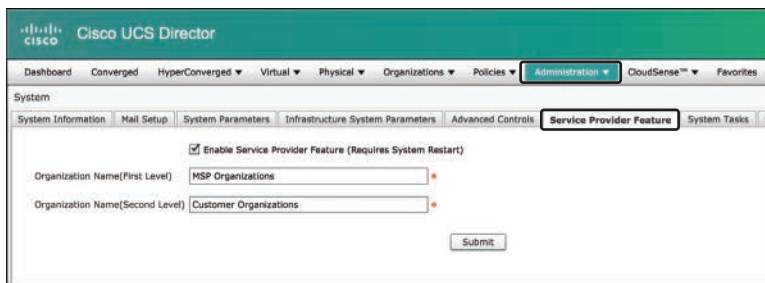 cisco Cisco UCS Director
Dashboard Converged HyperConverged Virtual Physical Organizations Policies Administration CloudSense™ Favorites
System
System Information Mail Setup System Parameters Infrastructure System Parameters Advanced Controls Service Provider Feature System Tasks
Enable Service Provider Feature (Requires System Restart)
Organization Name(First Level) MSP Organizations *
Organization Name(Second Level) Customer Organizations *
Submit